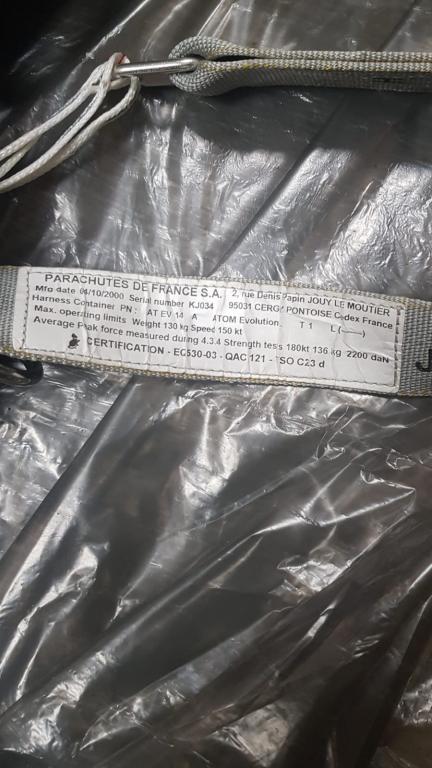 PARACHUTES DE FRANCE S.A. 2, rue Denis Papin JOUY LE MOUTIER
Mfg date 04/10/2000 Serial number KJ034 95031 CERGY PONTOISE Cedex France
Harness Container PN : AT EV 14 A ATOM Evolution T 1 L(
Max. operating limits Weight 130 kg Speed 150 kt
Average Peak force measured during 4.3.4 Strength tests 180kt 136 kg 2200 daN
CERTIFICATION - EC530-03 - QAC 121 - TSO C23 d